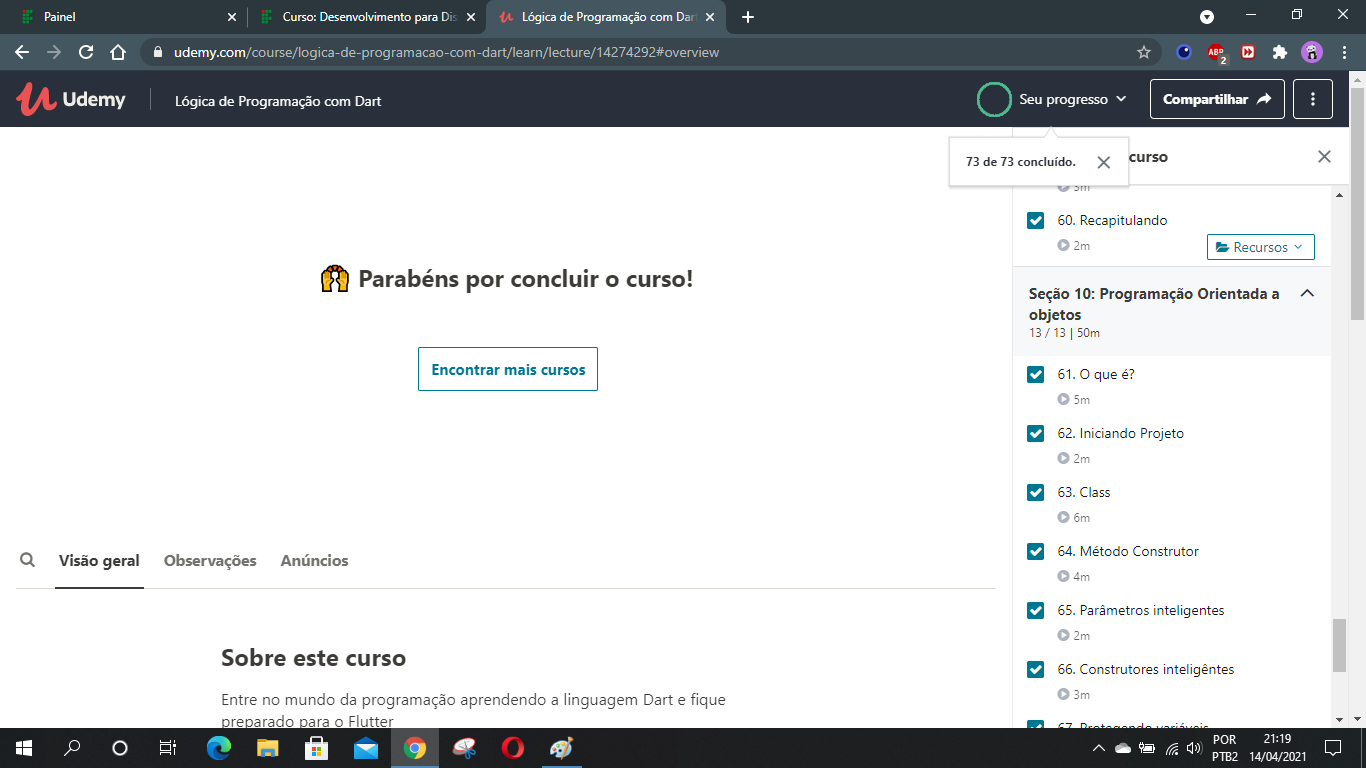 Painel
Curso: Desenvolvimento para Dis
Lógica de Programação com Dart
udemy.com/course/logica-de-programacao-com-dart/learn/lecture/14274292#overview
ABP
2
Udemy
Lógica de Programação com Dart
Seu progresso
Compartilhar
73 de 73 concluído.
curso
3m
60. Recapitulando
2m
Recursos
Parabéns por concluir o curso!
Seção 10: Programação Orientada a
objetos
13 / 13 | 50m
Encontrar mais cursos
61. O que é?
5m
62. Iniciando Projeto
2m
63. Class
6m
64. Método Construtor
4m
65. Parâmetros inteligentes
2m
66. Construtores inteligêntes
3m
67. Protegendo variáveis
Visão geral
Observações
Anúncios
Sobre este curso
Entre no mundo da programação aprendendo a linguagem Dart e fique
preparado para o Flutter
POR
PTB2
21:19
14/04/2021